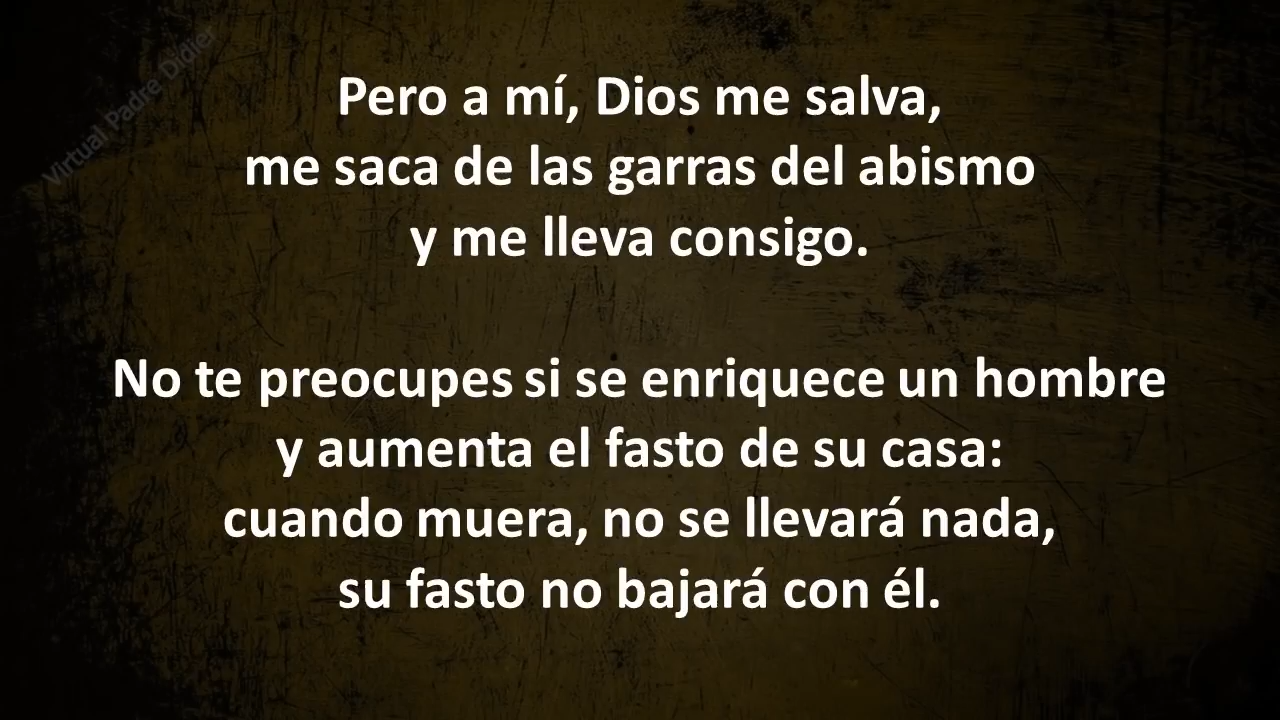 Virtual Padre Didier
Pero a mí, Dios me salva,
me saca de las garras del abismo
y me lleva consigo.
No te preocupes si se enriquece un hombre
y aumenta el fasto de su casa:
cuando muera, no se llevará nada,
su fasto no bajará con él.